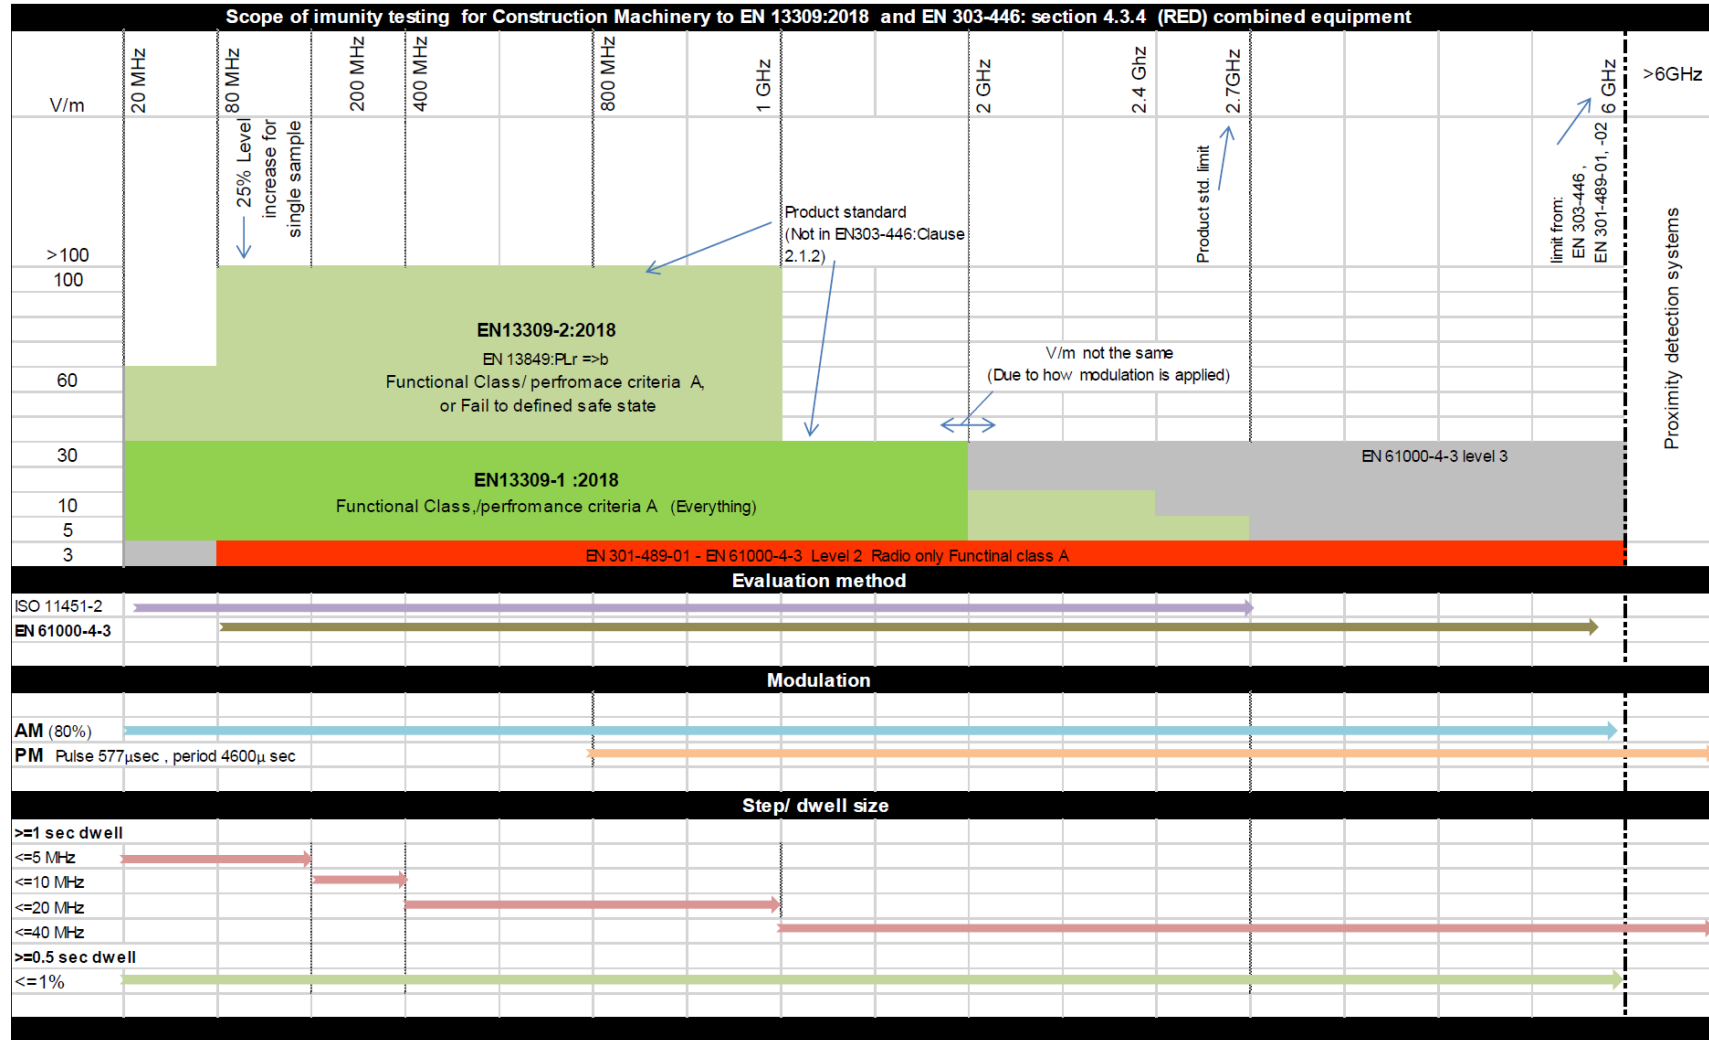 Scope of imunity testing for Construction Machinery to EN 13309:2018 and EN 303-446: section 4.3.4 (RED) combined equipment
V/m
20 MHz
80 MHz
200 MHz
400 MHz
800 MHz
1 GHz
2 GHz
2.4 Ghz
2.7GHz
6 GHz
>6GHz
25% Level
increase for
single sample
Product standard
(Not in EN303-446:Clause
2.1.2)
Product std. limit
limit from:
EN 303-446 ,
EN 301-489-01, -02
Proximity detection systems
>100
100
60
30
10
5
3
EN13309-2:2018
EN 13849:PLr =>b
Functional Class/ perfromace criteria A,
or Fail to defined safe state
V/m not the same
(Due to how modulation is applied)
EN 61000-4-3 level 3
EN13309-1 :2018
Functional Class,/perfromance criteria A (Everything)
EN 301-489-01 - EN 61000-4-3 Level 2 Radio only Functinal class A
Evaluation method
ISO 11451-2
EN 61000-4-3
Modulation
AM (80%)
PM Pulse 577µsec , period 4600µ sec
Step/ dwell size
>=1 sec dwell
<=5 MHz
<=10 MHz
<=20 MHz
<=40 MHz
>=0.5 sec dwell
<=1%